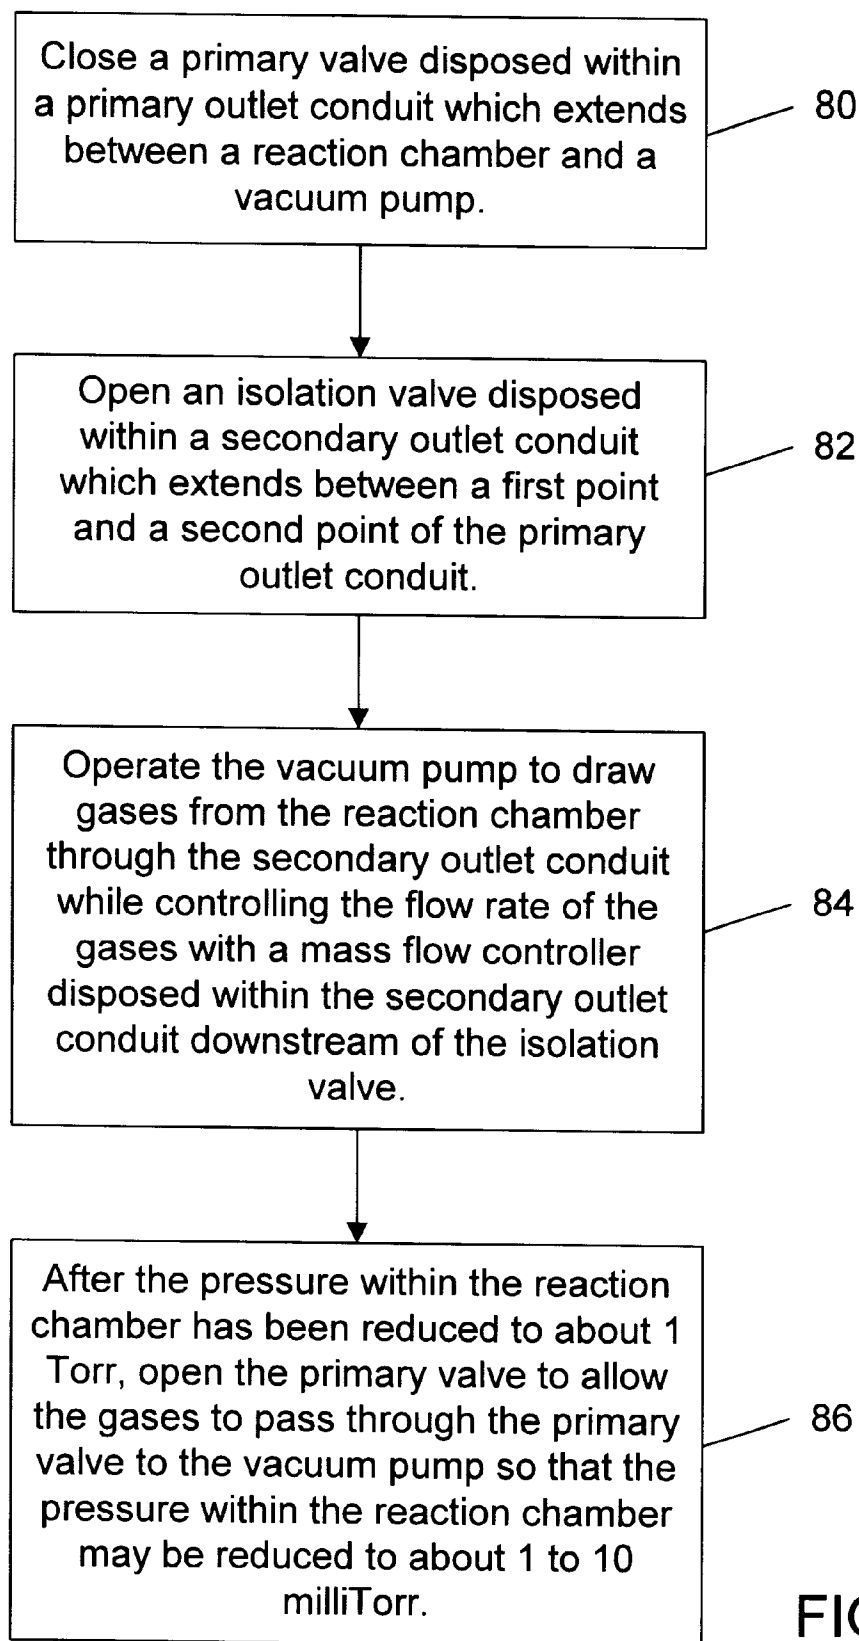 Close a primary valve disposed within
a primary outlet conduit which extends
between a reaction chamber and a
vacuum pump.
80
Open an isolation valve disposed
within a secondary outlet conduit
which extends between a first point
and a second point of the primary
outlet conduit.
82
Operate the vacuum pump to draw
gases from the reaction chamber
through the secondary outlet conduit
while controlling the flow rate of the
gases with a mass flow controller
disposed within the secondary outlet
conduit downstream of the isolation
valve.
84
After the pressure within the reaction
chamber has been reduced to about 1
Torr, open the primary valve to allow
the gases to pass through the primary
valve to the vacuum pump so that the
pressure within the reaction chamber
may be reduced to about 1 to 10
milliTorr.
86